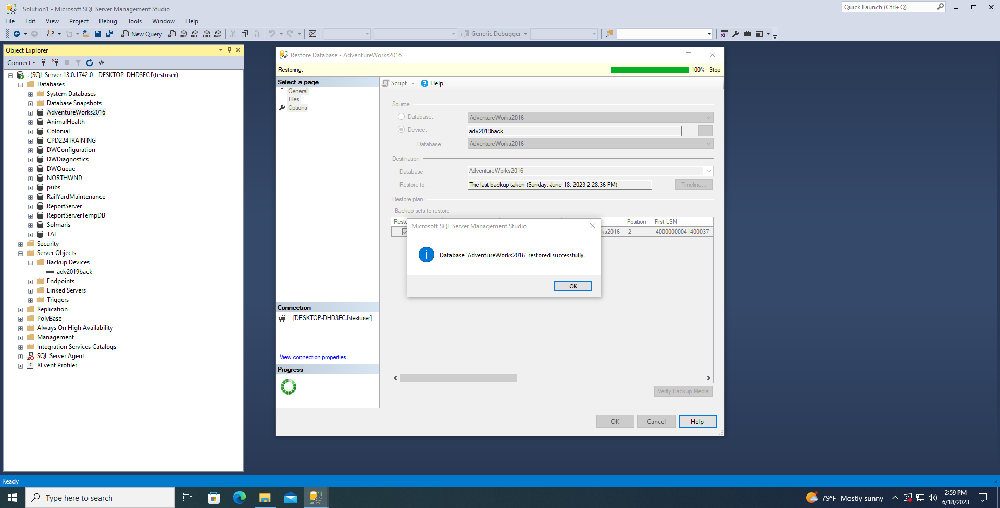 Solution1 - Microsoft SQL Server Management Studio
Quick Launch (Ctrl+Q)
File Edit View Project Debug Tools Window Help
New Query MDX DMX XMLA DAX Generic Debugger
Object Explorer
Connect
. (SQL Server 13.0.1742.0 - DESKTOP-DHD3ECJ\testuser)
Databases
System Databases
Database Snapshots
AdventureWorks2016
AnimalHealth
Colonial
CPD224TRAINING
DWConfiguration
DWDiagnostics
DWQueue
NORTHWND
pubs
RailYardMaintenance
ReportServer
ReportServerTempDB
Solmaris
TAL
Security
Server Objects
Backup Devices
adv2019back
Endpoints
Linked Servers
Triggers
Replication
PolyBase
Always On High Availability
Management
Integration Services Catalogs
SQL Server Agent
XEvent Profiler
Restore Database - AdventureWorks2016
Restoring: 100% Stop
Select a page
General
Files
Options
Connection
. [DESKTOP-DHD3ECJ\testuser]
View connection properties
Progress
Script Help
Source
Database: AdventureWorks2016
Device: adv2019back ...
Database: AdventureWorks2016
Destination
Database: AdventureWorks2016
Restore to: The last backup taken (Sunday, June 18, 2023 2:28:36 PM) Timeline...
Restore plan
Backup sets to restore:
Resto Position First LSN
ks2016 2 40000000041400037
Microsoft SQL Server Management Studio
Database 'AdventureWorks2016' restored successfully.
OK
Verify Backup Media
OK Cancel Help
Ready
Type here to search
79°F Mostly sunny
2:59 PM
6/18/2023